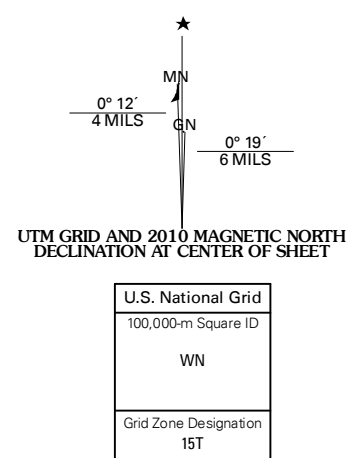 ★
MN
0° 12´
4 MILS
GN
0° 19´
6 MILS
UTM GRID AND 2010 MAGNETIC NORTH
DECLINATION AT CENTER OF SHEET
U.S. National Grid
100,000-m Square ID
WN
Grid Zone Designation
15T